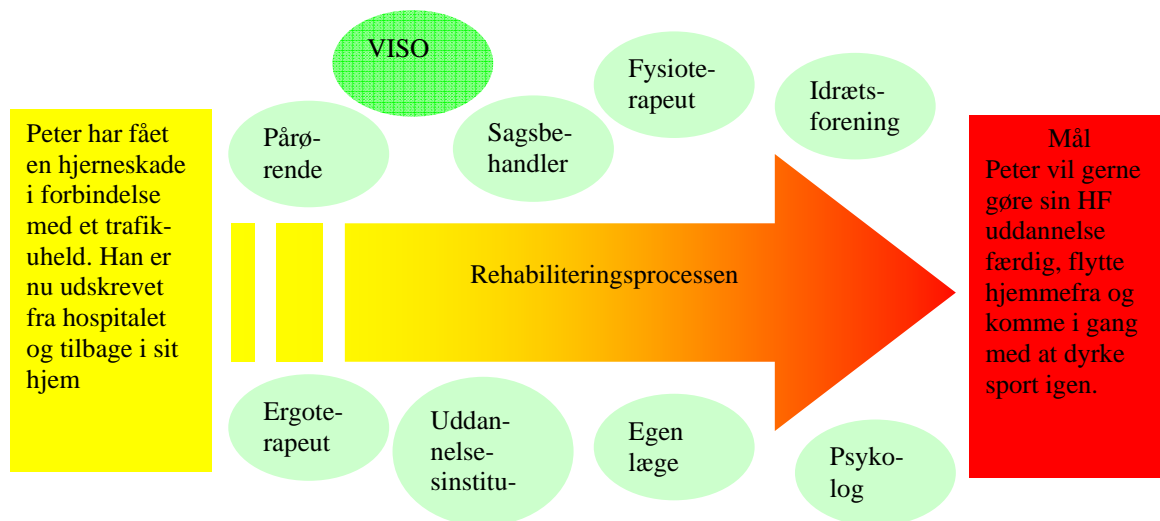 VISO
Fysiote-
rapeut
Idræts-
forening
Pårø-
rende
Sagsbe-
handler
Peter har fået
en hjerneskade
i forbindelse
med et trafik-
uheld. Han er
nu udskrevet
fra hospitalet
og tilbage i sit
hjem
Rehabiliteringsprocessen
Mål
Peter vil gerne
gøre sin HF
uddannelse
færdig, flytte
hjemmefra og
komme i gang
med at dyrke
sport igen.
Ergote-
rapeut
Uddan-
nelse-
sinstitu-
Egen
læge
Psyko-
log